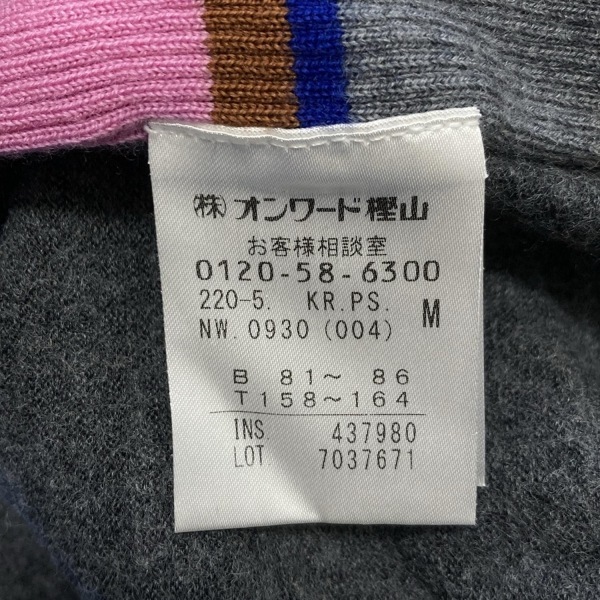 (株)オンワード樫山
お客様相談室
0120-58-6300
220-5. KR.PS. M
NW.0930(004)
B 81～ 86
T158～164
INS. 437980
LOT. 7037671